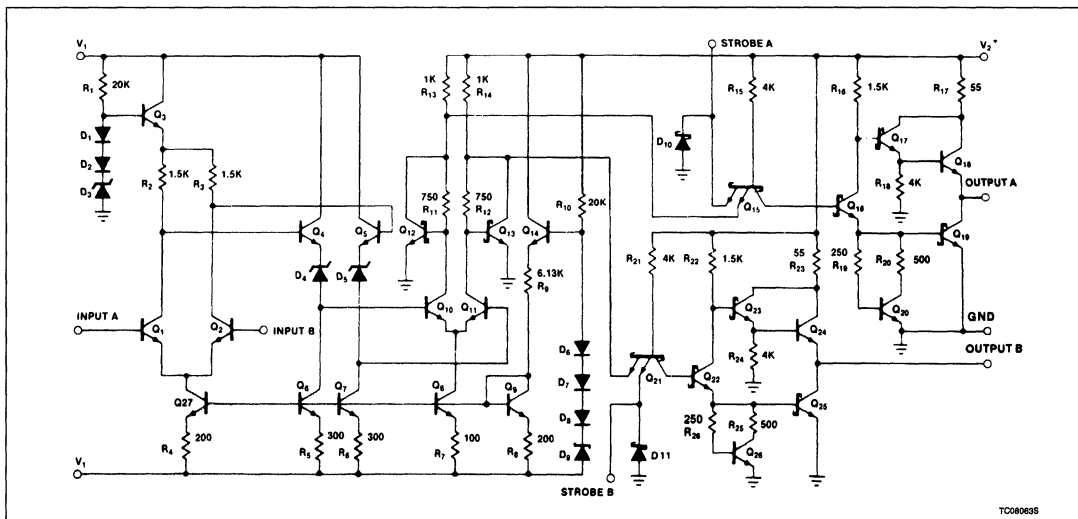 STROBE A
V1
V2+
R1 20K
Q3
D1
D2
D3
R2 1.5K
R3 1.5K
1K R13
1K R14
R15 4K
R16 1.5K
R17 55
D10
Q17
Q18
R18 4K
OUTPUT A
Q15
Q16
Q19
750 R11
750 R12
R10 20K
Q4
Q5
Q12
Q13
Q14
D4
D5
6.13K R9
R21 4K
R22 1.5K
55 R23
250 R19
R20 500
Q20
GND
OUTPUT B
INPUT A
Q1
Q2
INPUT B
Q10
Q11
D6
D7
D8
D9
Q23
Q24
R24 4K
Q21
Q22
Q25
Q27
Q6
Q7
Q8
Q9
R4 200
R5 300
R6 300
R7 100
R8 200
250 R26
R25 500
Q26
D11
V1
STROBE B
TC08063S